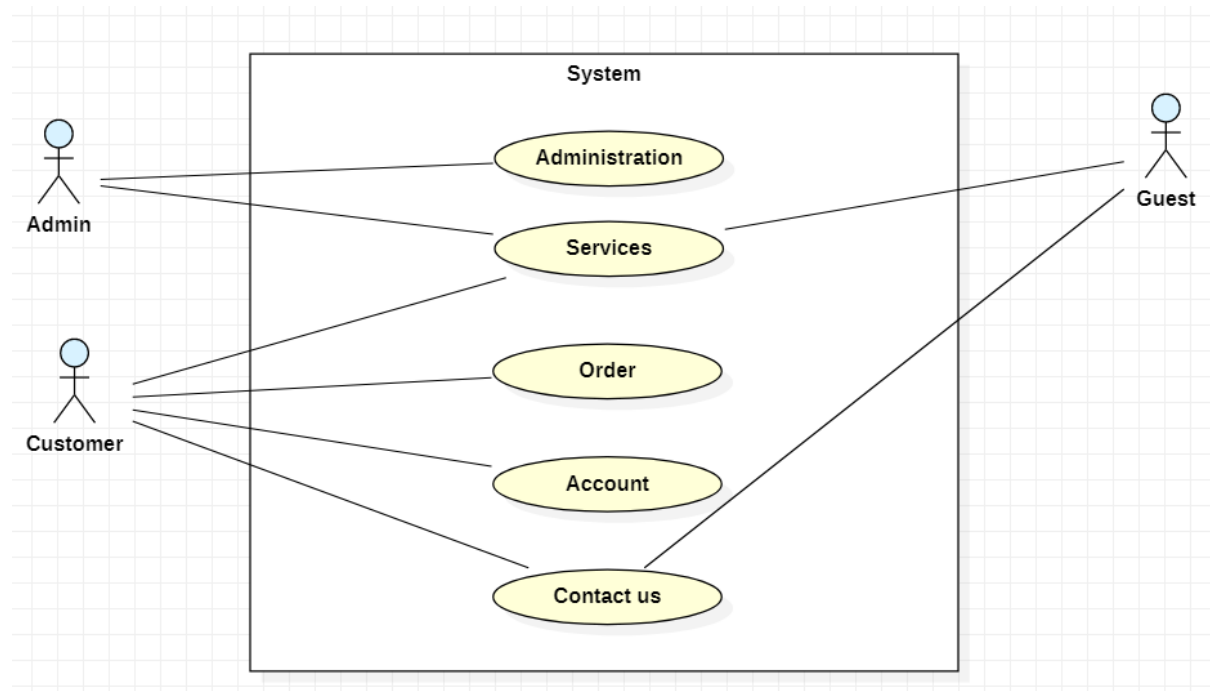 System
Administration
Admin
Guest
Services
Order
Customer
Account
Contact us